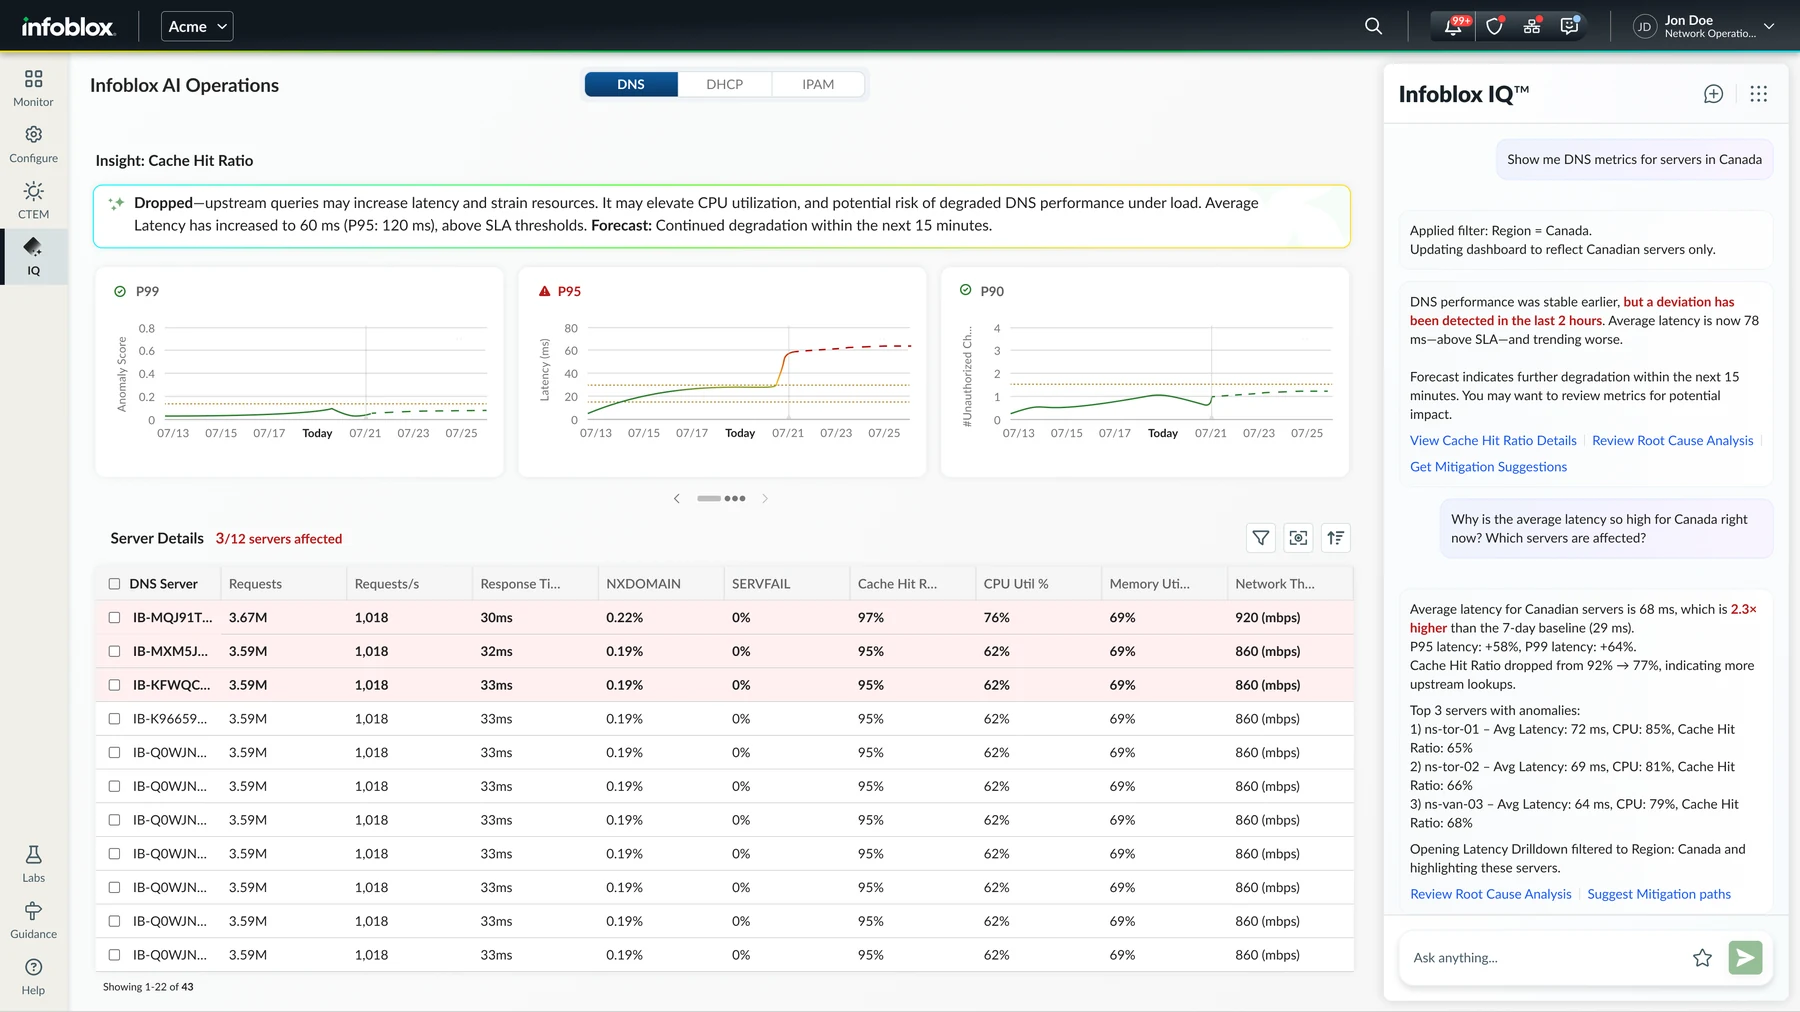 infoblox.
Acme
99+
JD
Jon Doe
Network Operatio...
Monitor
Configure
CTEM
IQ
Labs
Guidance
Help
Infoblox AI Operations
DNS
DHCP
IPAM
Insight: Cache Hit Ratio
Dropped—upstream queries may increase latency and strain resources. It may elevate CPU utilization, and potential risk of degraded DNS performance under load. Average
Latency has increased to 60 ms (P95: 120 ms), above SLA thresholds. Forecast: Continued degradation within the next 15 minutes.
P99
Anomaly Score
0.8
0.6
0.4
0.2
0
07/13 07/15 07/17 Today 07/21 07/23 07/25
P95
Latency (ms)
80
60
40
20
0
07/13 07/15 07/17 Today 07/21 07/23 07/25
P90
#Unauthorized Ch...
4
3
2
1
0
07/13 07/15 07/17 Today 07/21 07/23 07/25
Server Details 3/12 servers affected
DNS Server Requests Requests/s Response Ti... NXDOMAIN SERVFAIL Cache Hit R... CPU Util % Memory Uti... Network Th...
IB-MQJ91T... 3.67M 1,018 30ms 0.22% 0% 97% 76% 69% 920 (mbps)
IB-MXM5J... 3.59M 1,018 32ms 0.19% 0% 95% 62% 69% 860 (mbps)
IB-KFWQC... 3.59M 1,018 33ms 0.19% 0% 95% 62% 69% 860 (mbps)
IB-K96659... 3.59M 1,018 33ms 0.19% 0% 95% 62% 69% 860 (mbps)
IB-Q0WJN... 3.59M 1,018 33ms 0.19% 0% 95% 62% 69% 860 (mbps)
IB-Q0WJN... 3.59M 1,018 33ms 0.19% 0% 95% 62% 69% 860 (mbps)
IB-Q0WJN... 3.59M 1,018 33ms 0.19% 0% 95% 62% 69% 860 (mbps)
IB-Q0WJN... 3.59M 1,018 33ms 0.19% 0% 95% 62% 69% 860 (mbps)
IB-Q0WJN... 3.59M 1,018 33ms 0.19% 0% 95% 62% 69% 860 (mbps)
IB-Q0WJN... 3.59M 1,018 33ms 0.19% 0% 95% 62% 69% 860 (mbps)
IB-Q0WJN... 3.59M 1,018 33ms 0.19% 0% 95% 62% 69% 860 (mbps)
Showing 1-22 of 43
Infoblox IQ™
Show me DNS metrics for servers in Canada
Applied filter: Region = Canada.
Updating dashboard to reflect Canadian servers only.
DNS performance was stable earlier, but a deviation has
been detected in the last 2 hours. Average latency is now 78
ms—above SLA—and trending worse.
Forecast indicates further degradation within the next 15
minutes. You may want to review metrics for potential
impact.
View Cache Hit Ratio Details | Review Root Cause Analysis |
Get Mitigation Suggestions
Why is the average latency so high for Canada right
now? Which servers are affected?
Average latency for Canadian servers is 68 ms, which is 2.3×
higher than the 7-day baseline (29 ms).
P95 latency: +58%, P99 latency: +64%.
Cache Hit Ratio dropped from 92% → 77%, indicating more
upstream lookups.
Top 3 servers with anomalies:
1) ns-tor-01 – Avg Latency: 72 ms, CPU: 85%, Cache Hit
Ratio: 65%
2) ns-tor-02 – Avg Latency: 69 ms, CPU: 81%, Cache Hit
Ratio: 66%
3) ns-van-03 – Avg Latency: 64 ms, CPU: 79%, Cache Hit
Ratio: 68%
Opening Latency Drilldown filtered to Region: Canada and
highlighting these servers.
Review Root Cause Analysis | Suggest Mitigation paths
Ask anything...